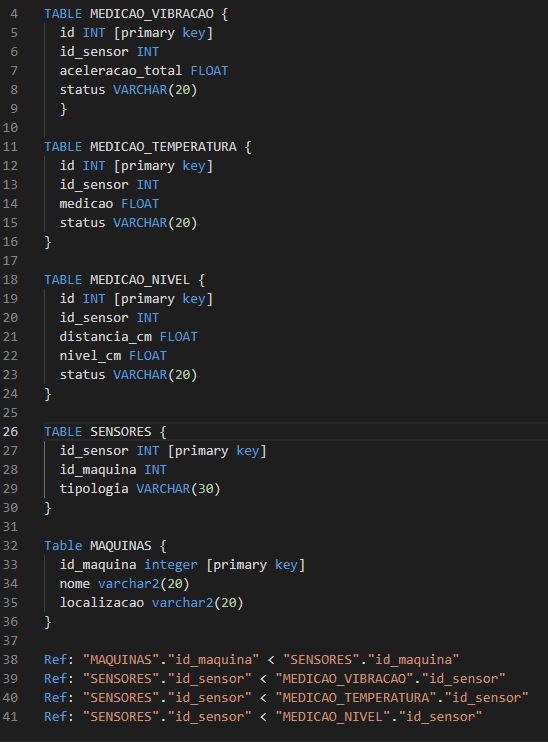 4 TABLE MEDICAO_VIBRACAO {
5 id INT [primary key]
6 id_sensor INT
7 aceleracao_total FLOAT
8 status VARCHAR(20)
9 }
10
11 TABLE MEDICAO_TEMPERATURA {
12 id INT [primary key]
13 id_sensor INT
14 medicao FLOAT
15 status VARCHAR(20)
16 }
17
18 TABLE MEDICAO_NIVEL {
19 id INT [primary key]
20 id_sensor INT
21 distancia_cm FLOAT
22 nivel_cm FLOAT
23 status VARCHAR(20)
24 }
25
26 TABLE SENSORES {
27 id_sensor INT [primary key]
28 id_maquina INT
29 tipologia VARCHAR(30)
30 }
31
32 Table MAQUINAS {
33 id_maquina integer [primary key]
34 nome varchar2(20)
35 localizacao varchar2(20)
36 }
37
38 Ref: "MAQUINAS"."id_maquina" < "SENSORES"."id_maquina"
39 Ref: "SENSORES"."id_sensor" < "MEDICAO_VIBRACAO"."id_sensor"
40 Ref: "SENSORES"."id_sensor" < "MEDICAO_TEMPERATURA"."id_sensor"
41 Ref: "SENSORES"."id_sensor" < "MEDICAO_NIVEL"."id_sensor"